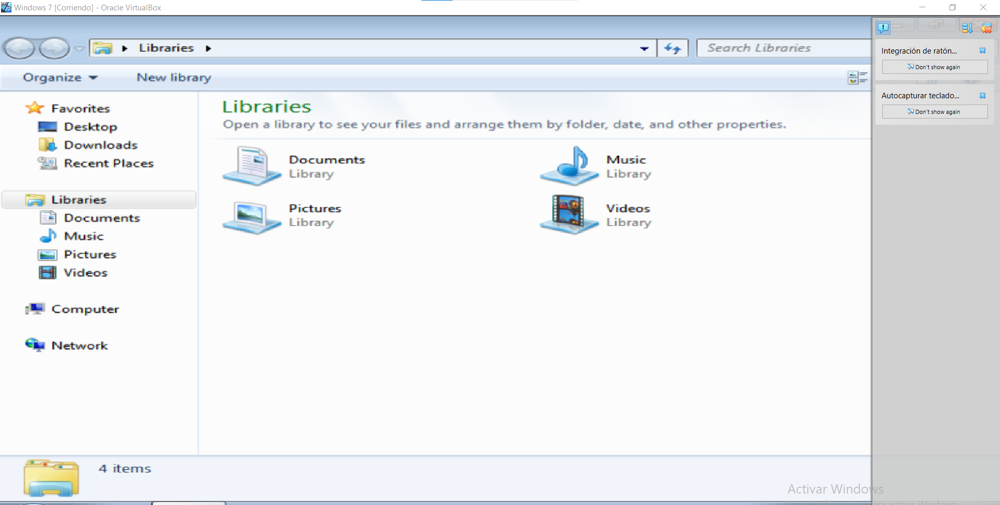 Windows 7 [Corriendo] - Oracle VirtualBox
Libraries
Search Libraries
Organize
New library
Integración de ratón...
Don't show again
Autocapturar teclado...
Don't show again
Favorites
Desktop
Downloads
Recent Places
Libraries
Documents
Music
Pictures
Videos
Computer
Network
Libraries
Open a library to see your files and arrange them by folder, date, and other properties.
Documents
Library
Music
Library
Pictures
Library
Videos
Library
4 items
Activar Windows